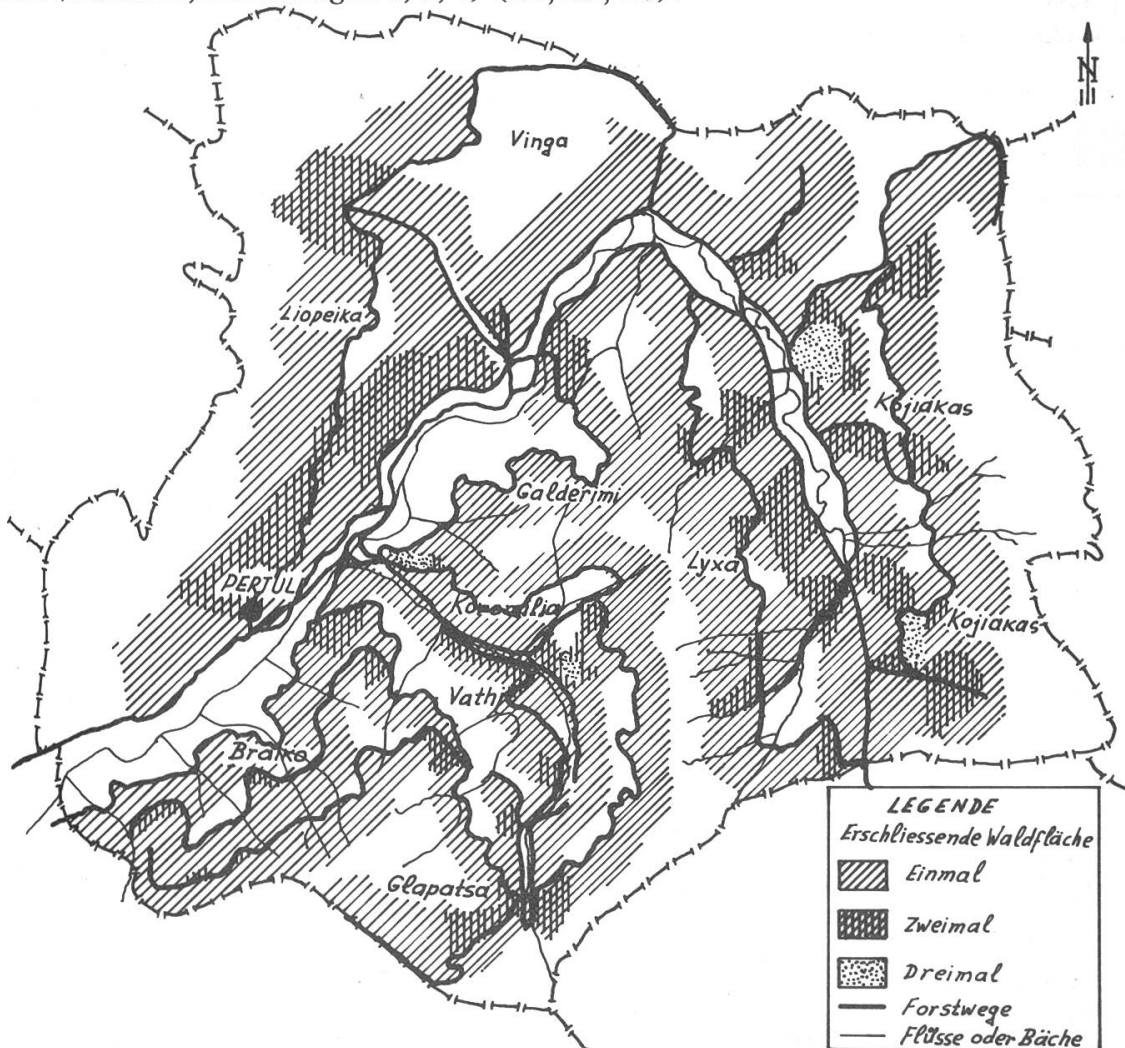 N
Vinga
Liopeika
Kojiakas
Galderimi
Lyxa
PERTULI
Kojiakas
Vathi
Glapatsa
LEGENDE
Erschliessende Waldfläche
Einmal
Zweimal
Dreimal
Forstwege
Flüsse oder Bäche